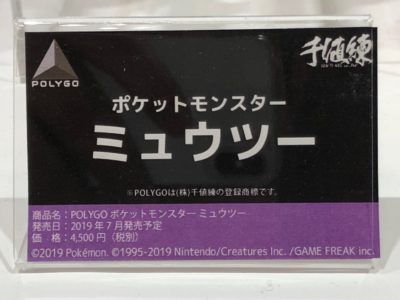 POLYGO
千値練
ポケットモンスター
ミュウツー
※POLYGOは(株)千値練の登録商標です。
商品名：POLYGO ポケットモンスター ミュウツー
発売日：2019年7月発売予定
価　格：4,500円（税別）
©2019 Pokémon. ©1995-2019 Nintendo/Creatures Inc. /GAME FREAK inc.